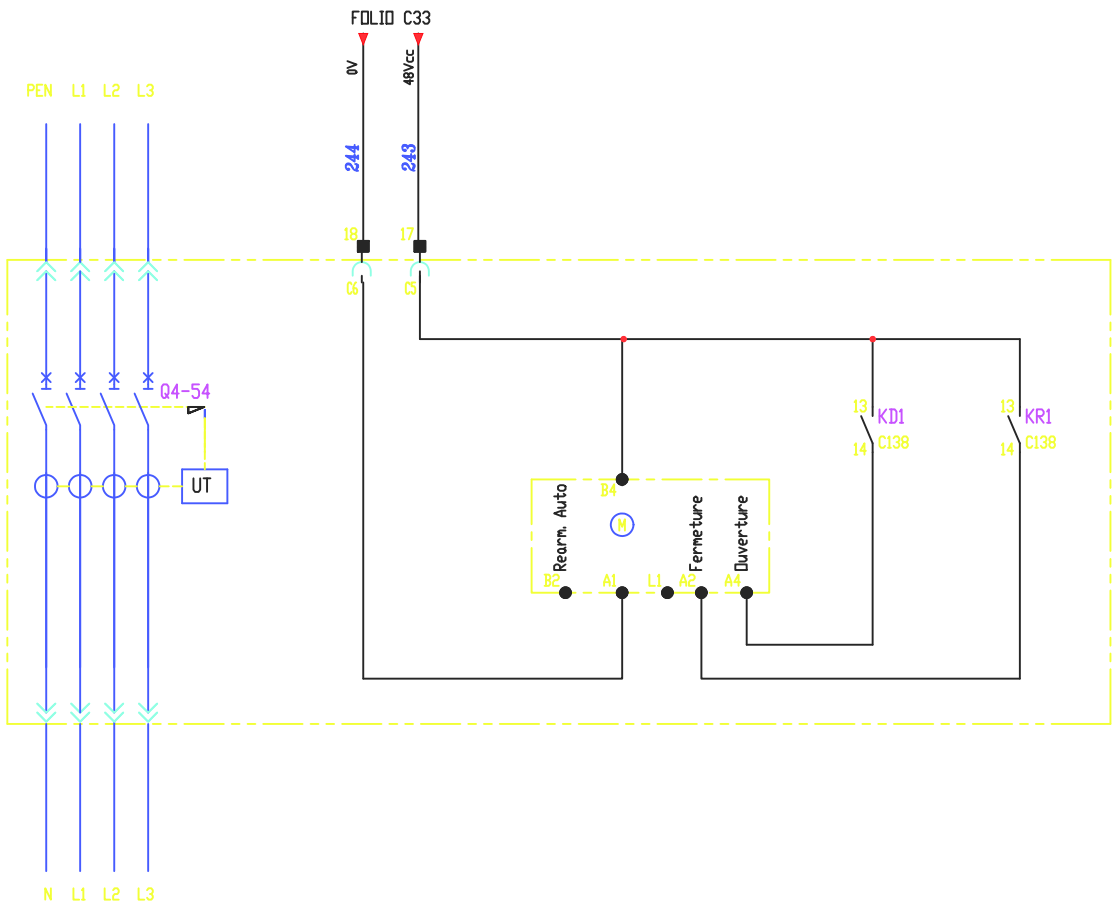 FOLIO C33
0V
48Vcc
PEN L1 L2 L3
244
243
18
17
C6
C5
Q4-54
13
KD1
14
C138
13
KR1
14
C138
UT
B4
Rearm. Auto
M
Fermeture
Ouverture
B2
A1
L1
A2
A4
N L1 L2 L3